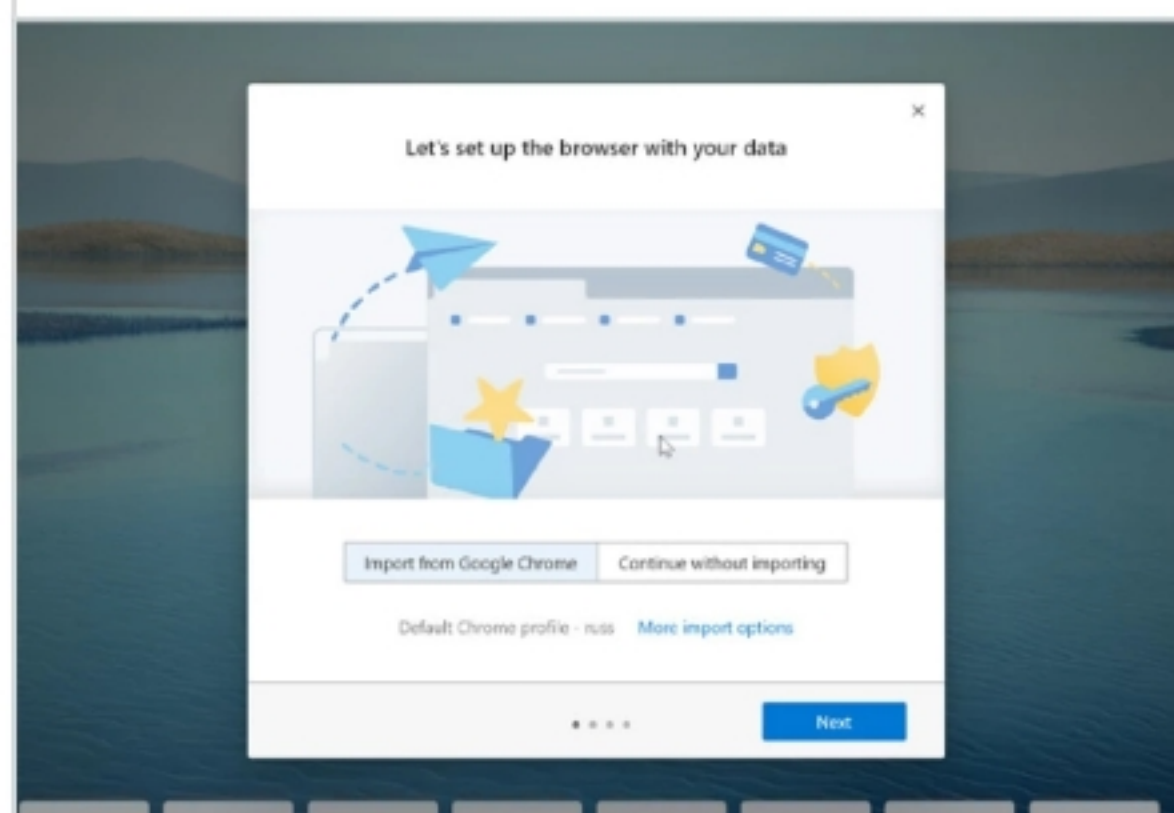 Let's set up the browser with your data
Import from Google Chrome Continue without importing
Default Chrome profile - russ More import options
Next